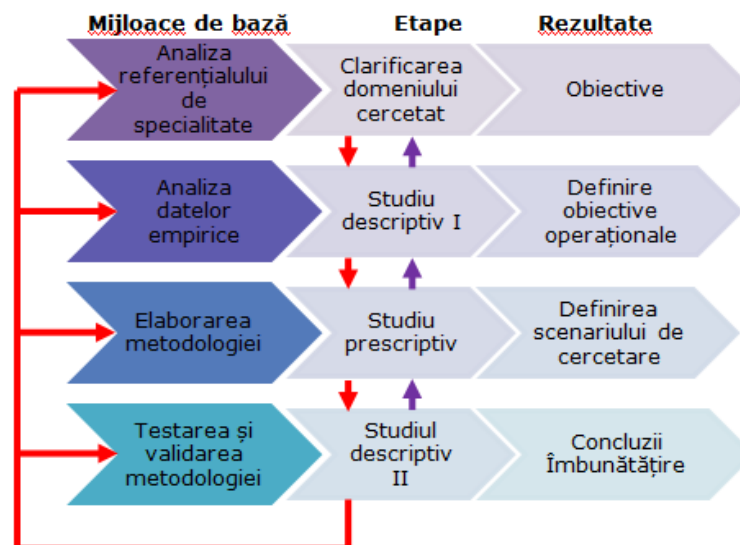 Mijloace de bază Etape Rezultate
Analiza
referențialului
de
specialitate
Clarificarea
domeniului
cercetat
Obiective
Analiza
datelor
empirice
Studiu
descriptiv I
Definire
obiective
operaționale
Elaborarea
metodologiei
Studiu
prescriptiv
Definirea
scenariului de
cercetare
Testarea și
validarea
metodologiei
Studiul
descriptiv
II
Concluzii
Îmbunătățire